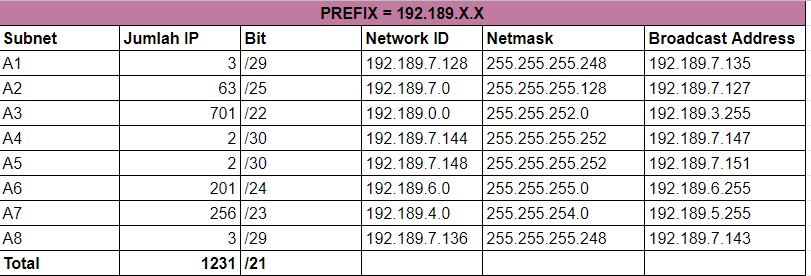 PREFIX = 192.189.X.X
Subnet Jumlah IP Bit Network ID Netmask Broadcast Address
A1 3 /29 192.189.7.128 255.255.255.248 192.189.7.135
A2 63 /25 192.189.7.0 255.255.255.128 192.189.7.127
A3 701 /22 192.189.0.0 255.255.252.0 192.189.3.255
A4 2 /30 192.189.7.144 255.255.255.252 192.189.7.147
A5 2 /30 192.189.7.148 255.255.255.252 192.189.7.151
A6 201 /24 192.189.6.0 255.255.255.0 192.189.6.255
A7 256 /23 192.189.4.0 255.255.254.0 192.189.5.255
A8 3 /29 192.189.7.136 255.255.255.248 192.189.7.143
Total 1231 /21